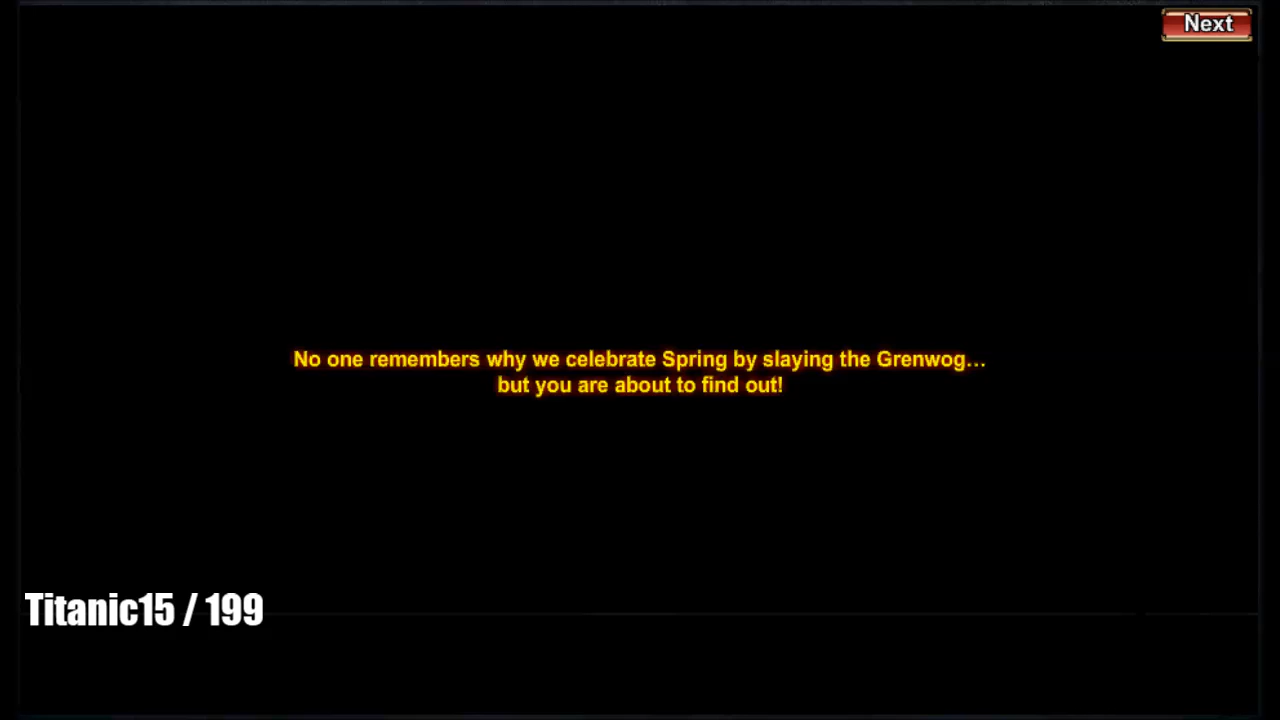 Next
No one remembers why we celebrate Spring by slaying the Grenwog...
but you are about to find out!
Titanic15 / 199